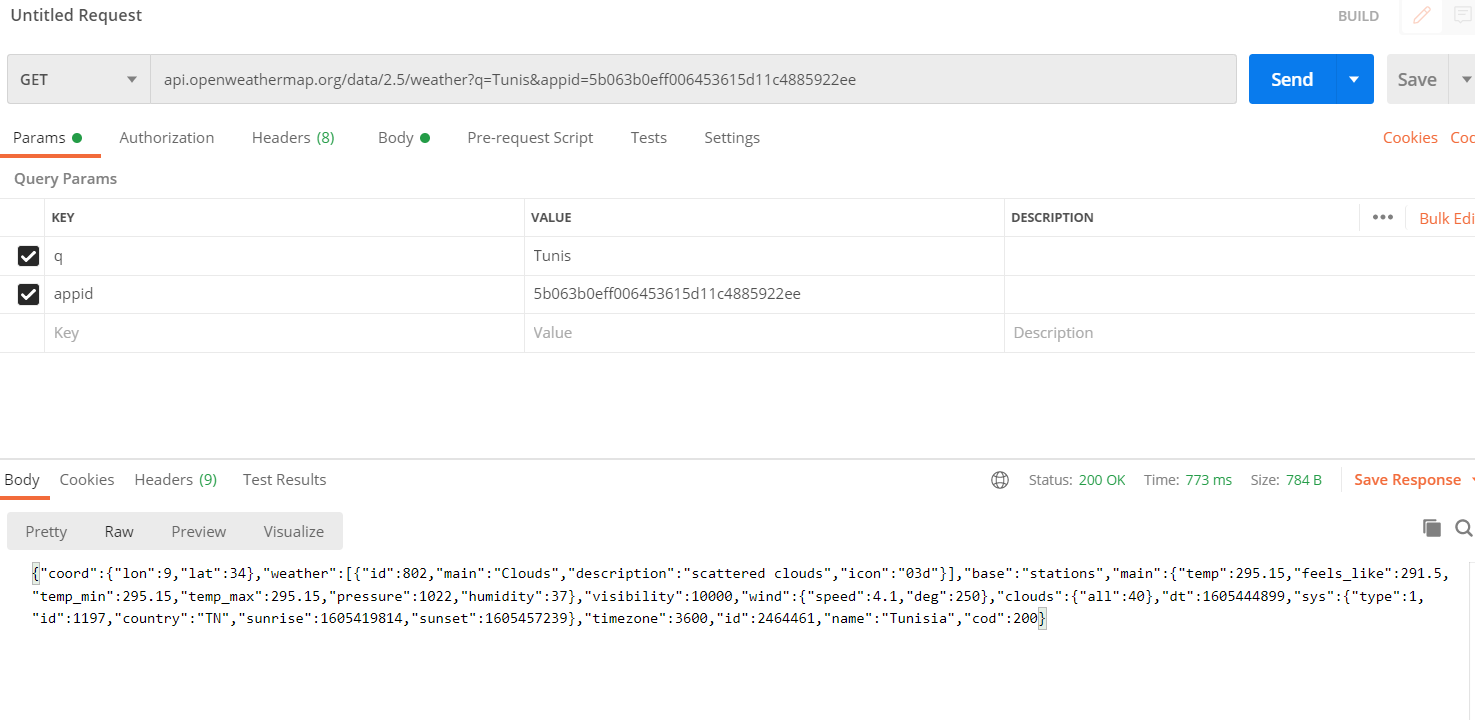 Untitled Request
BUILD
GET
api.openweathermap.org/data/2.5/weather?q=Tunis&appid=5b063b0eff006453615d11c4885922ee
Send
Save
Params
Authorization
Headers (8)
Body
Pre-request Script
Tests
Settings
Cookies
Coc
Query Params
KEY
VALUE
DESCRIPTION
•••
Bulk Edi
q
Tunis
appid
5b063b0eff006453615d11c4885922ee
Key
Value
Description
Body
Cookies
Headers (9)
Test Results
Status: 200 OK
Time: 773 ms
Size: 784 B
Save Response
Pretty
Raw
Preview
Visualize
{"coord":{"lon":9,"lat":34},"weather":[{"id":802,"main":"Clouds","description":"scattered clouds","icon":"03d"}],"base":"stations","main":{"temp":295.15,"feels_like":291.5,
"temp_min":295.15,"temp_max":295.15,"pressure":1022,"humidity":37},"visibility":10000,"wind":{"speed":4.1,"deg":250},"clouds":{"all":40},"dt":1605444899,"sys":{"type":1,
"id":1197,"country":"TN","sunrise":1605419814,"sunset":1605457239},"timezone":3600,"id":2464461,"name":"Tunisia","cod":200}